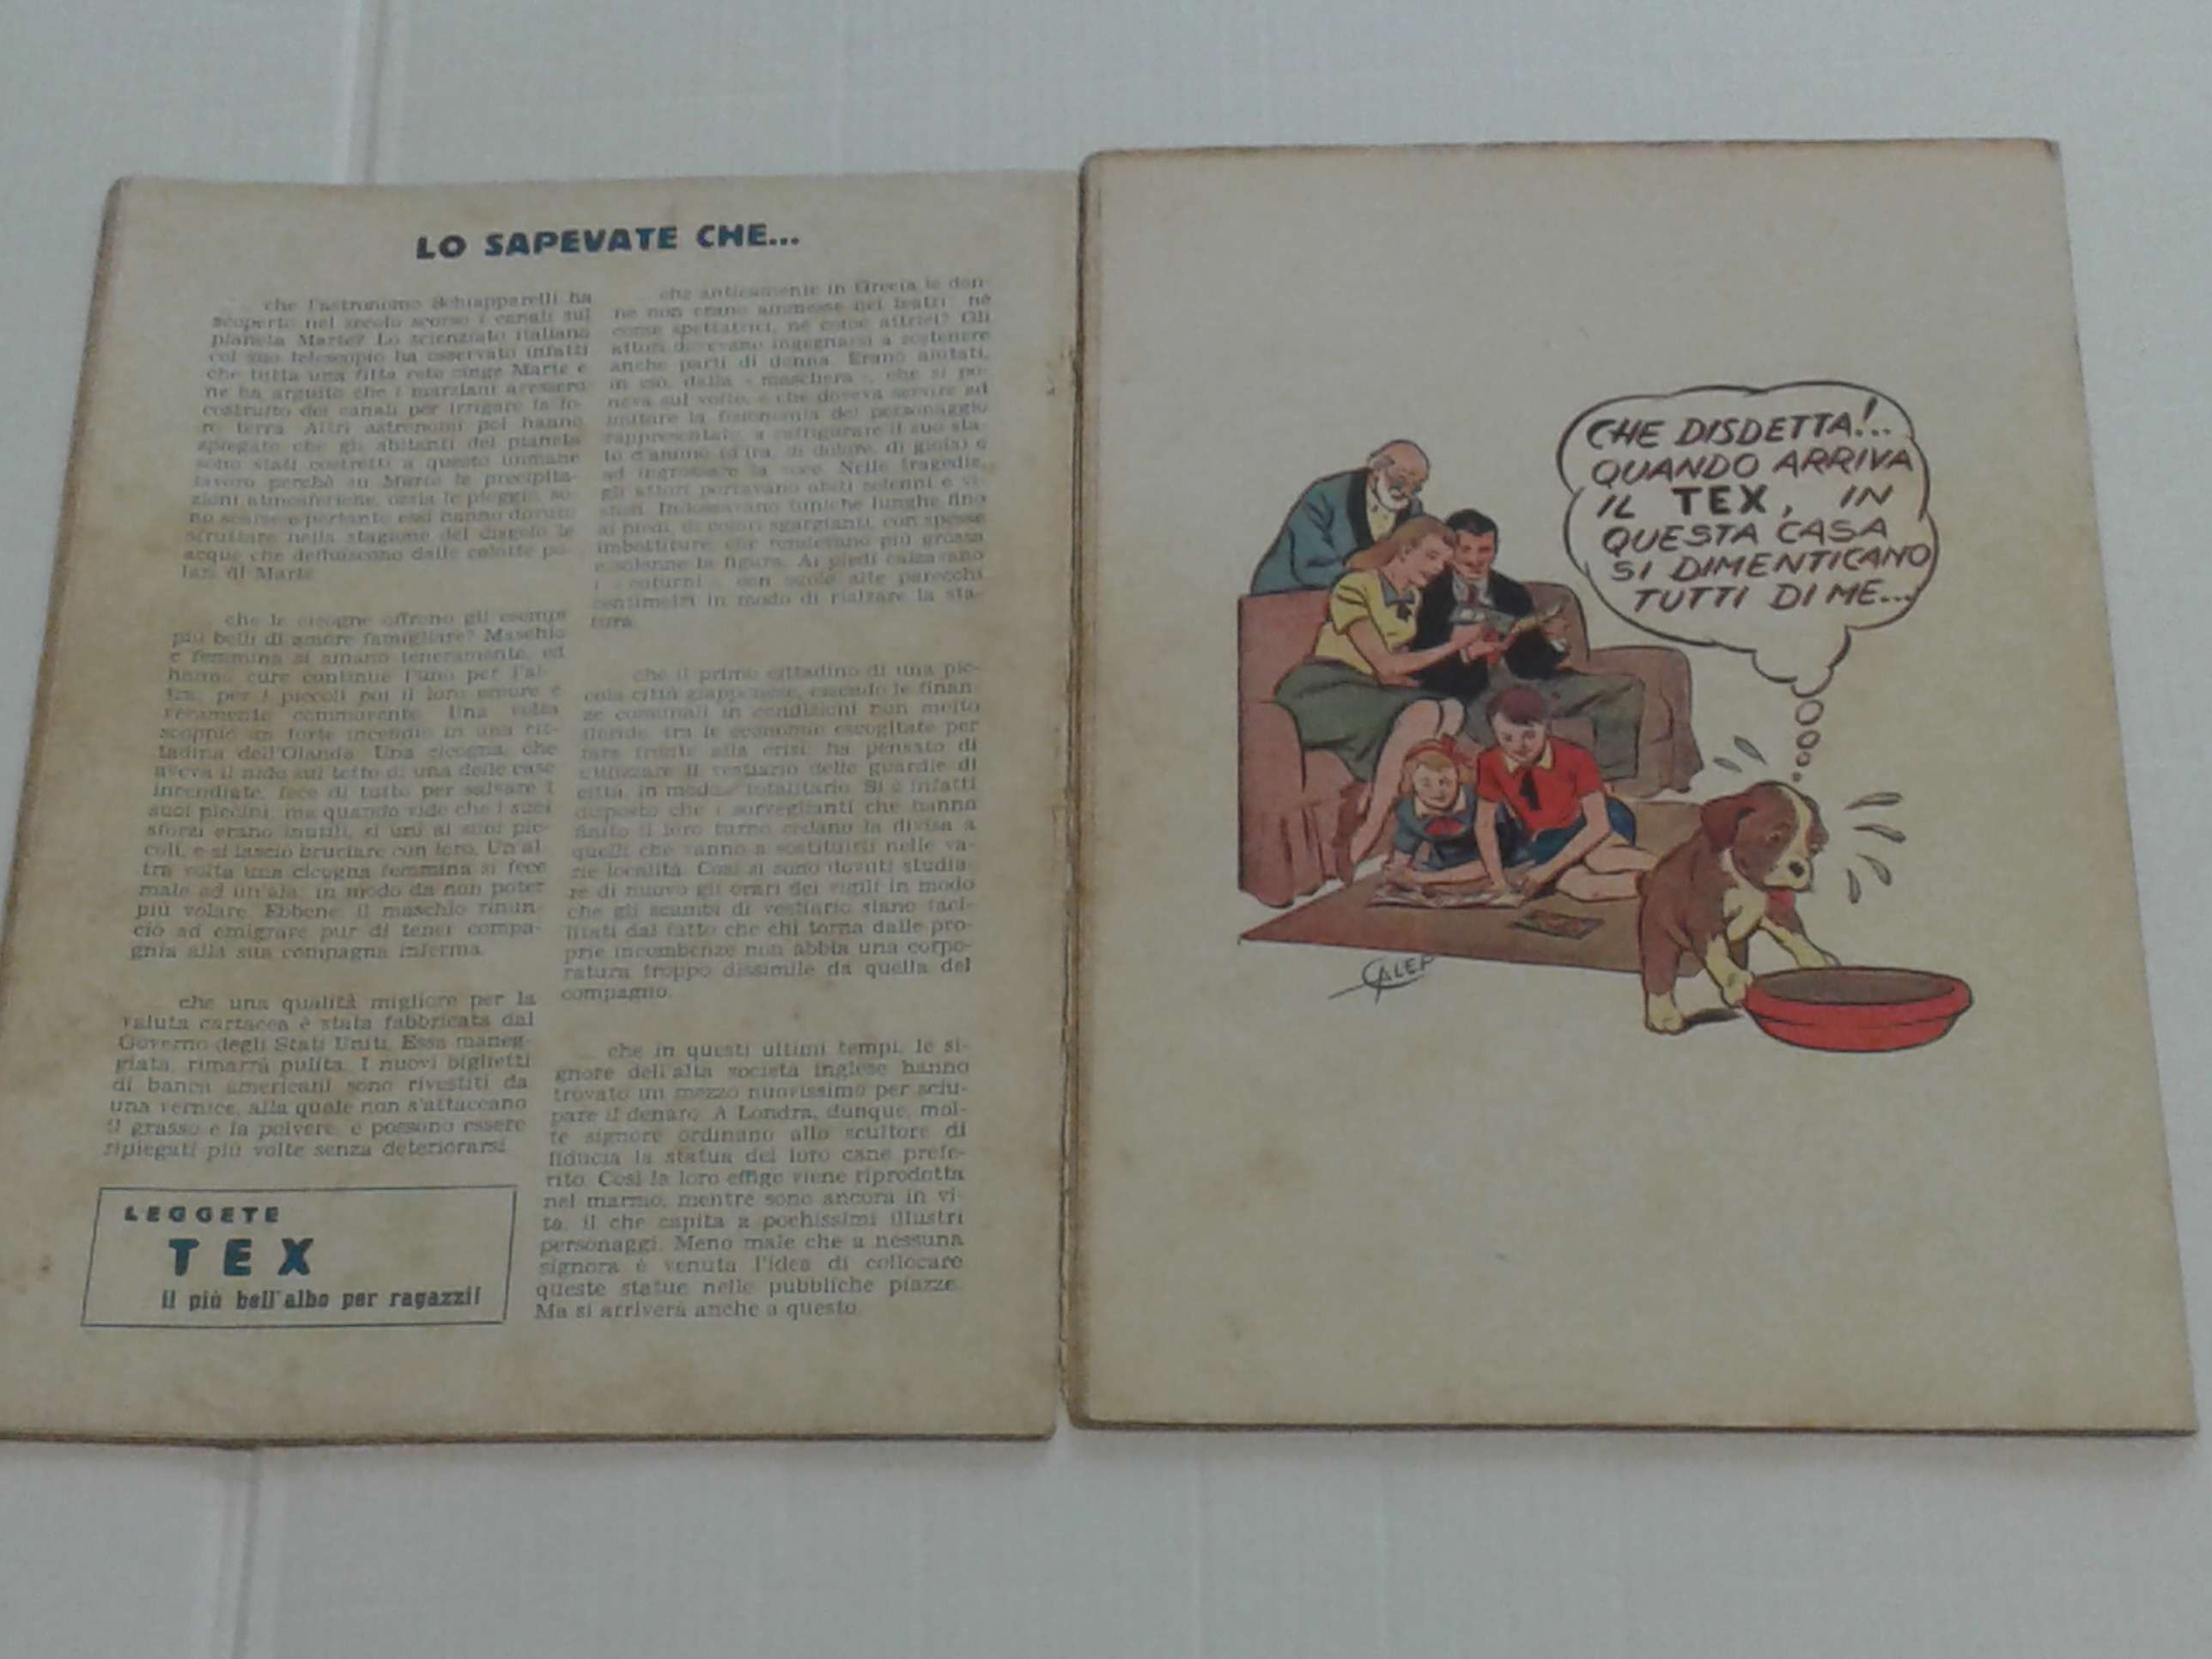 LO SAPEVATE CHE...
... che l'astronomo Schiapparelli ha
scoperto nel secolo scorso i canali sul
pianeta Marte? Lo scienziato italiano
col suo telescopio ha osservato infatti
che tutta una fitta rete cinge Marte e
ne ha arguito che i marziani avessero
costruito dei canali per irrigare la lo-
ro terra. Altri astronomi poi hanno
spiegato che gli abitanti del pianeta
sono stati costretti a questo immane
lavoro perchè su Marte le precipita-
zioni atmosferiche, ossia le pioggie, so-
no scarse e pertanto essi hanno dovuto
sfruttare nella stagione del disgelo le
acque che defluiscono dalle calotte po-
lari di Marte.
... che le cicogne offrono gli esempi
più belli di amore famigliare? Maschio
e femmina si amano teneramente, ed
hanno cure continue l'uno per l'al-
tra; per i piccoli poi il loro amore è
veramente commovente. Una volta
scoppiò un forte incendio in una cit-
tadina dell'Olanda. Una cicogna, che
aveva il nido sul tetto di una delle case
incendiate, fece di tutto per salvare i
suoi piccini, ma quando vide che i suoi
sforzi erano inutili, si unì ai suoi pic-
coli, e si lasciò bruciare con loro. Un'al-
tra volta una cicogna femmina si fece
male ad un'ala, in modo da non poter
più volare. Ebbene, il maschio rinun-
ciò ad emigrare pur di tener compa-
gnia alla sua compagna inferma.
... che una qualità migliore per la
valuta cartacea è stata fabbricata dal
Governo degli Stati Uniti. Essa maneg-
giata, rimarrà pulita. I nuovi biglietti
di banca americani sono rivestiti da
una vernice, alla quale non s'attaccano
il grasso e la polvere, e possono essere
ripiegati più volte senza deteriorarsi.
LEGGETE
TEX
il più bell'albo per ragazzi!
... che anticamente in Grecia le don-
ne non erano ammesse nei teatri, nè
come spettatrici, nè come attrici? Gli
attori dovevano ingegnarsi a sostenere
anche parti di donna. Erano aiutati,
in ciò, dalla « maschera », che si po-
neva sul volto, e che doveva servire ad
imitare la fisionomia del personaggio
rappresentato, a raffigurare il suo sta-
to d'animo (d'ira, di dolore, di gioia) e
ad ingrossare la voce. Nelle tragedie,
gli attori portavano abiti solenni e vi-
stosi. Indossavano tuniche lunghe fino
ai piedi, di colori sgargianti, con spesse
imbottiture, che rendevano più grossa
e solenne la figura. Ai piedi calzavano
i « coturni », con suole alte parecchi
centimetri in modo di rialzare la sta-
tura.
... che il primo cittadino di una pic-
cola città giapponese, essendo le finan-
ze comunali in condizioni non molto
floride, tra le economie escogitate per
fare fronte alla crisi, ha pensato di
utilizzare il vestiario delle guardie di
città, in modo totalitario. Si è infatti
disposto che i sorveglianti che hanno
finito il loro turno cedano la divisa a
quelli che vanno a sostituirli nelle va-
rie località. Così si sono dovuti studia-
re di nuovo gli orari dei vigili in modo
che gli scambi di vestiario siano faci-
litati dal fatto che chi torna dalle pro-
prie incombenze non abbia una corpo-
ratura troppo dissimile da quella del
compagno.
... che in questi ultimi tempi, le si-
gnore dell'alta società inglese hanno
trovato un mezzo nuovissimo per sciu-
pare il denaro. A Londra, dunque, mol-
te signore ordinano allo scultore di
fiducia la statua del loro cane prefe-
rito. Così la loro effige viene riprodotta
nel marmo, mentre sono ancora in vi-
ta, il che capita a pochissimi illustri
personaggi. Meno male che a nessuna
signora è venuta l'idea di collocare
queste statue nelle pubbliche piazze.
Ma si arriverà anche a questo.
CHE DISDETTA!..
QUANDO ARRIVA
IL TEX, IN
QUESTA CASA
SI DIMENTICANO
TUTTI DI ME...
GALEP